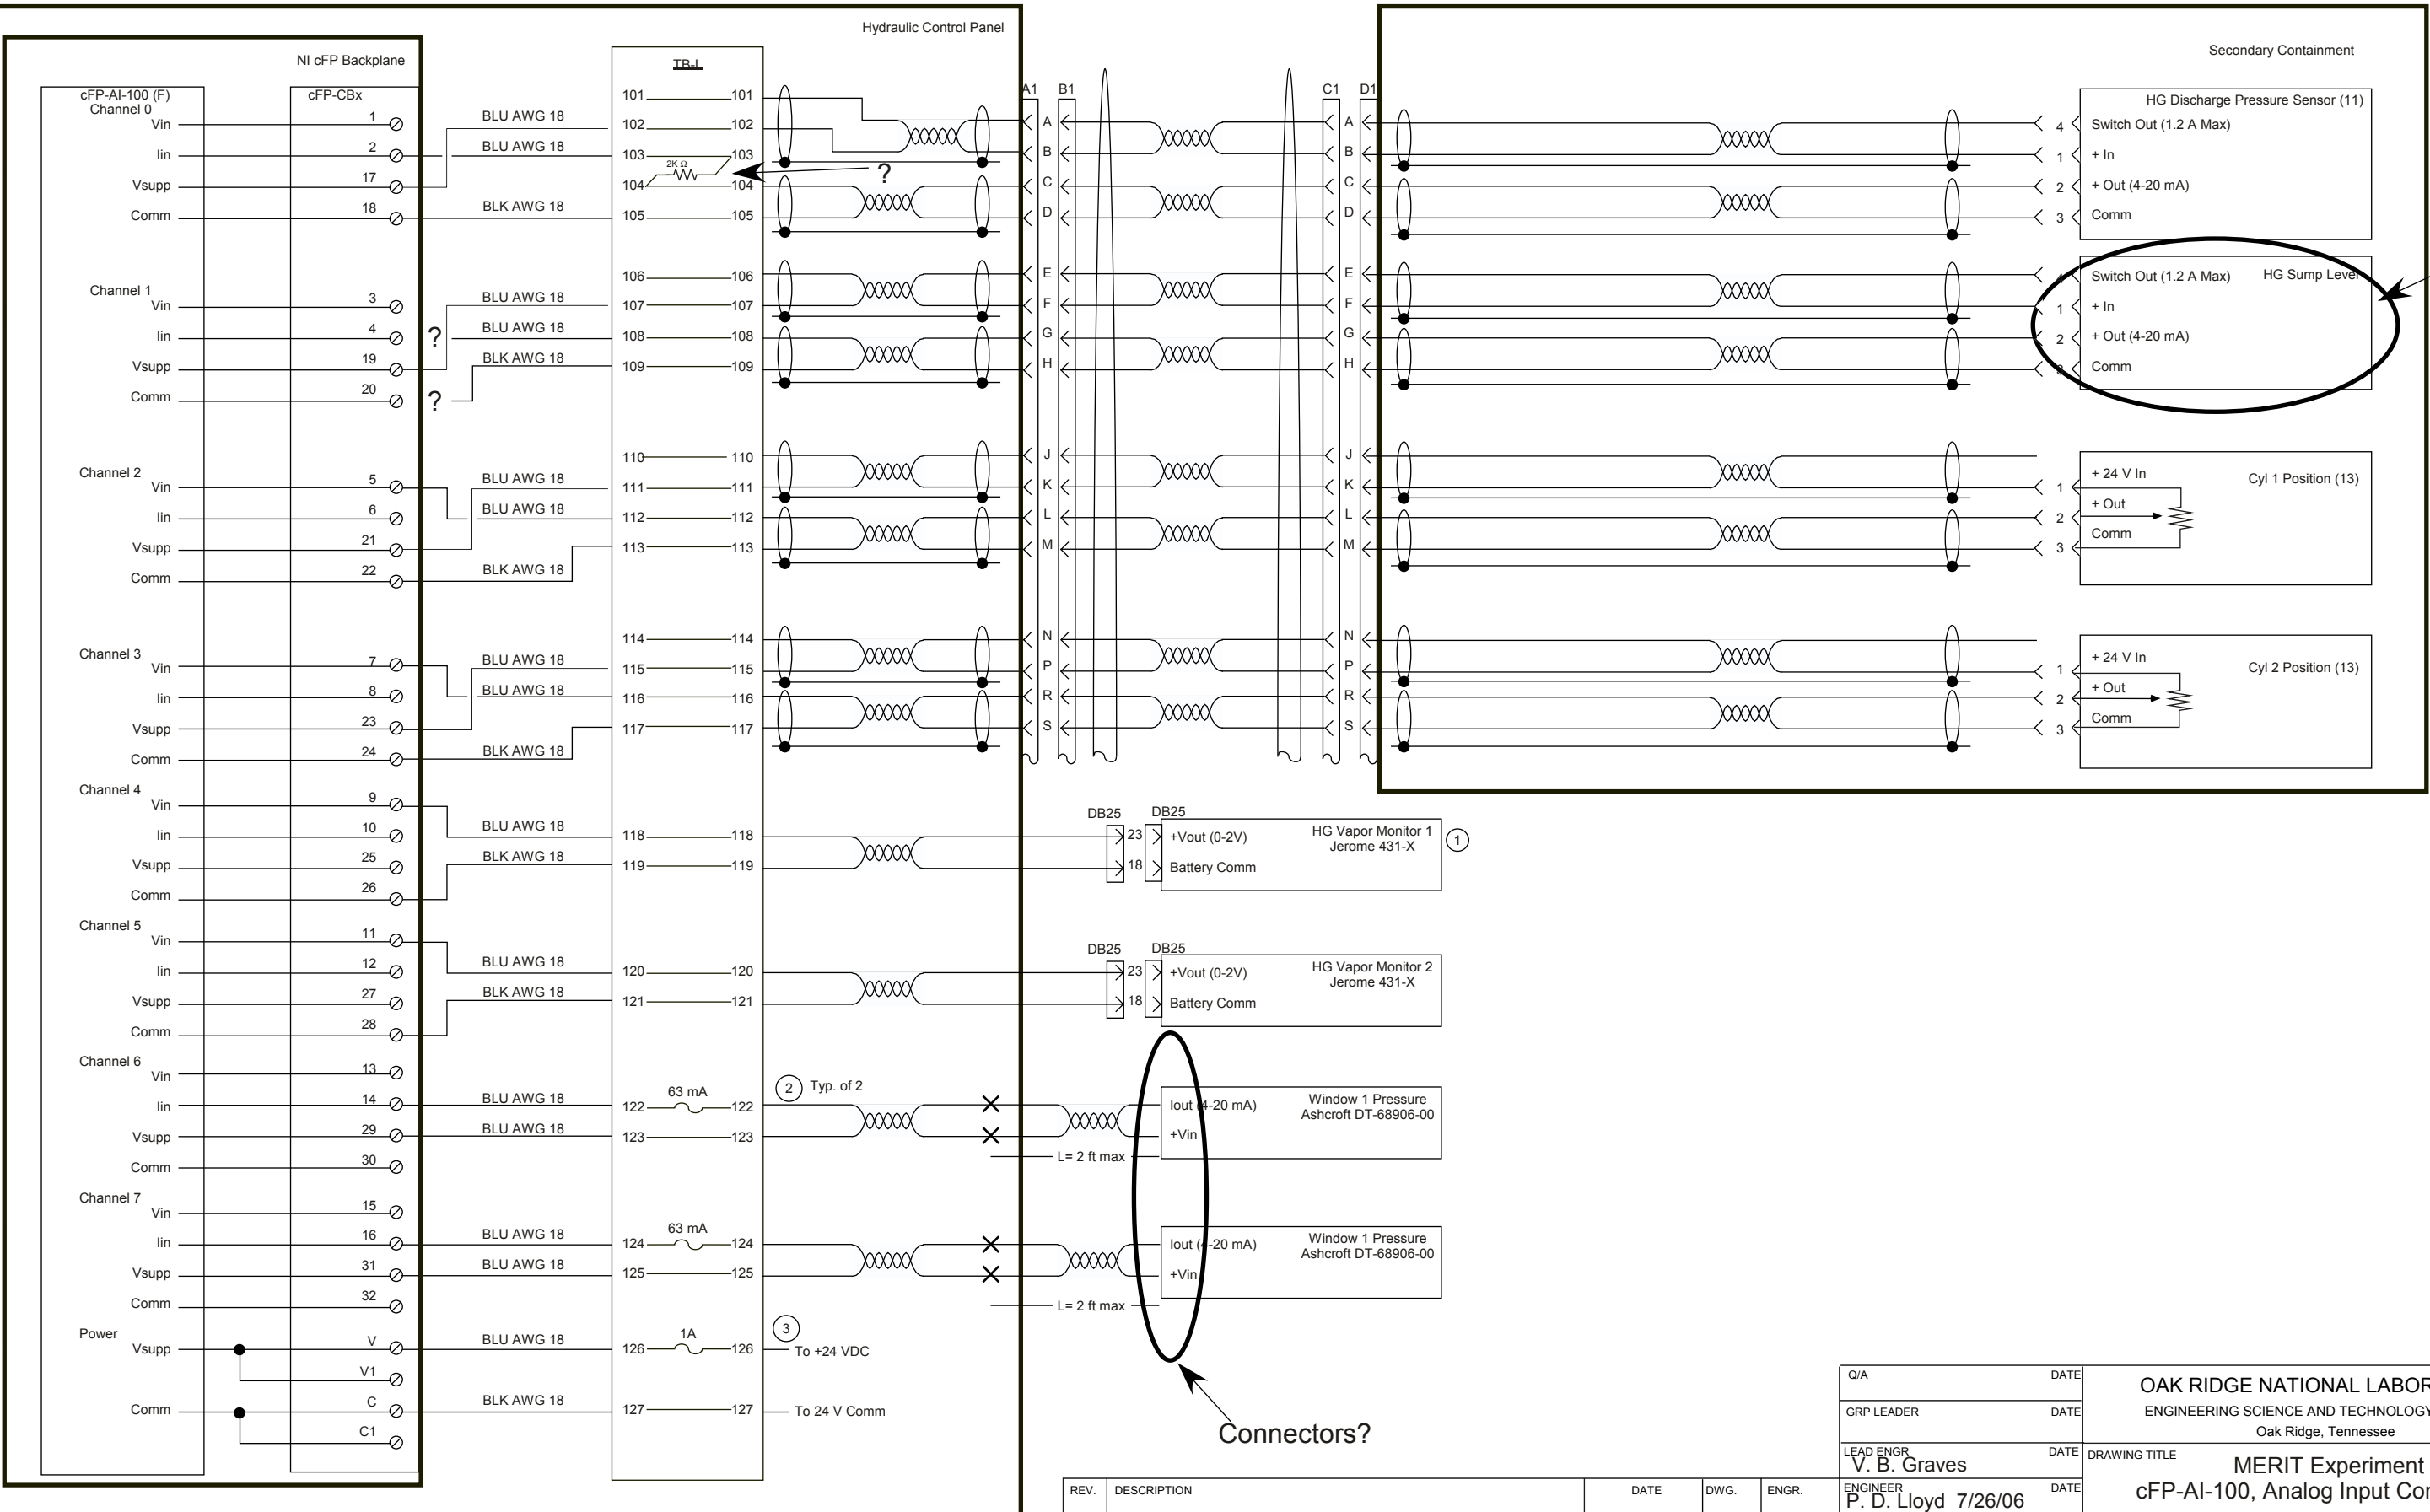 Hydraulic Control Panel
Secondary Containment
NI cFP Backplane
TB-L
cFP-AI-100 (F)
cFP-CBx
A1
B1
C1
D1
Channel 0
Vin 1
Iin 2
Vsupp 17
Comm 18
BLU AWG 18
BLU AWG 18
BLK AWG 18
101 101
102 102
103 103
2K Ω
?
104 104
105 105
A A
B B
C C
D D
HG Discharge Pressure Sensor (11)
4 Switch Out (1.2 A Max)
1 + In
2 + Out (4-20 mA)
3 Comm
Channel 1
Vin 3
Iin 4 ?
Vsupp 19
Comm 20 ?
BLU AWG 18
BLU AWG 18
BLK AWG 18
106 106
107 107
108 108
109 109
E E
F F
G G
H H
4 Switch Out (1.2 A Max) HG Sump Level
1 + In
2 + Out (4-20 mA)
3 Comm
Channel 2
Vin 5
Iin 6
Vsupp 21
Comm 22
BLU AWG 18
BLU AWG 18
BLK AWG 18
110 110
111 111
112 112
113 113
J J
K K
L L
M M
+ 24 V In Cyl 1 Position (13)
1
+ Out
2
Comm
3
Channel 3
Vin 7
Iin 8
Vsupp 23
Comm 24
BLU AWG 18
BLU AWG 18
BLK AWG 18
114 114
115 115
116 116
117 117
N N
P P
R R
S S
+ 24 V In Cyl 2 Position (13)
1
+ Out
2
Comm
3
Channel 4
Vin 9
Iin 10
Vsupp 25
Comm 26
BLU AWG 18
BLK AWG 18
118 118
119 119
DB25 DB25
23 +Vout (0-2V)
18 Battery Comm
HG Vapor Monitor 1
Jerome 431-X
1
Channel 5
Vin 11
Iin 12
Vsupp 27
Comm 28
BLU AWG 18
BLK AWG 18
120 120
121 121
DB25 DB25
23 +Vout (0-2V)
18 Battery Comm
HG Vapor Monitor 2
Jerome 431-X
Channel 6
Vin 13
Iin 14
Vsupp 29
Comm 30
BLU AWG 18
BLU AWG 18
122 63 mA 122
123 123
2 Typ. of 2
L= 2 ft max
Iout (4-20 mA)
+Vin
Window 1 Pressure
Ashcroft DT-68906-00
Channel 7
Vin 15
Iin 16
Vsupp 31
Comm 32
BLU AWG 18
BLU AWG 18
124 63 mA 124
125 125
L= 2 ft max
Iout (4-20 mA)
+Vin
Window 1 Pressure
Ashcroft DT-68906-00
Power
Vsupp V
V1
Comm C
C1
BLU AWG 18
BLK AWG 18
126 1A 126
127 127
3
To +24 VDC
To 24 V Comm
Connectors?
REV. DESCRIPTION DATE DWG. ENGR.
Q/A DATE
GRP LEADER DATE
LEAD ENGR DATE
V. B. Graves
ENGINEER DATE
P. D. Lloyd 7/26/06
OAK RIDGE NATIONAL LABOR
ENGINEERING SCIENCE AND TECHNOLOGY
Oak Ridge, Tennessee
DRAWING TITLE
MERIT Experiment
cFP-AI-100, Analog Input Con